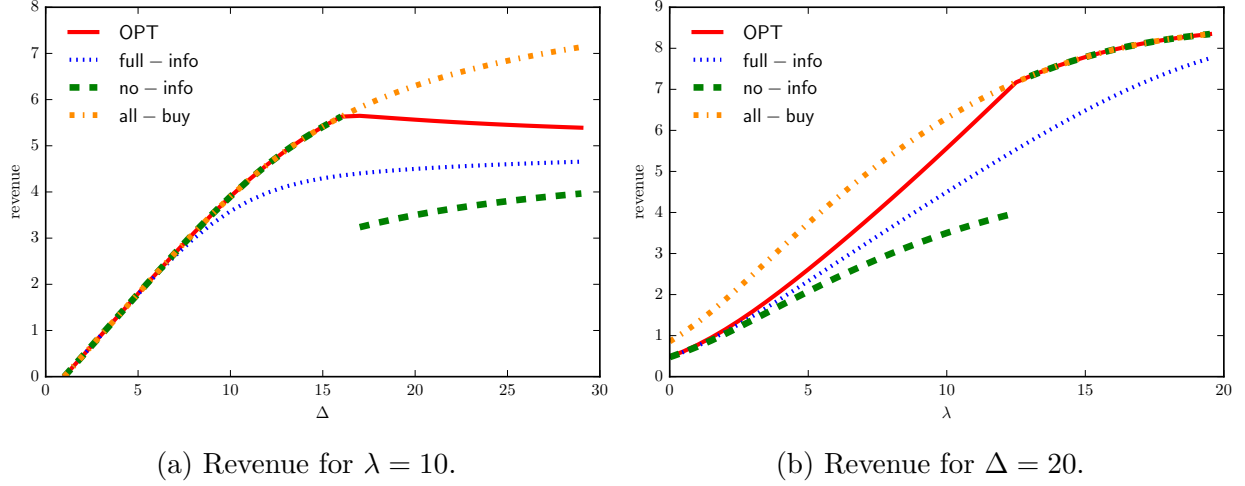 OPT
full – info
no – info
all – buy
8
7
6
5
4
3
2
1
0
revenue
0 5 10 15 20 25 30
Δ
(a) Revenue for λ = 10.
OPT
full – info
no – info
all – buy
9
8
7
6
5
4
3
2
1
0
revenue
0 5 10 15 20
λ
(b) Revenue for Δ = 20.